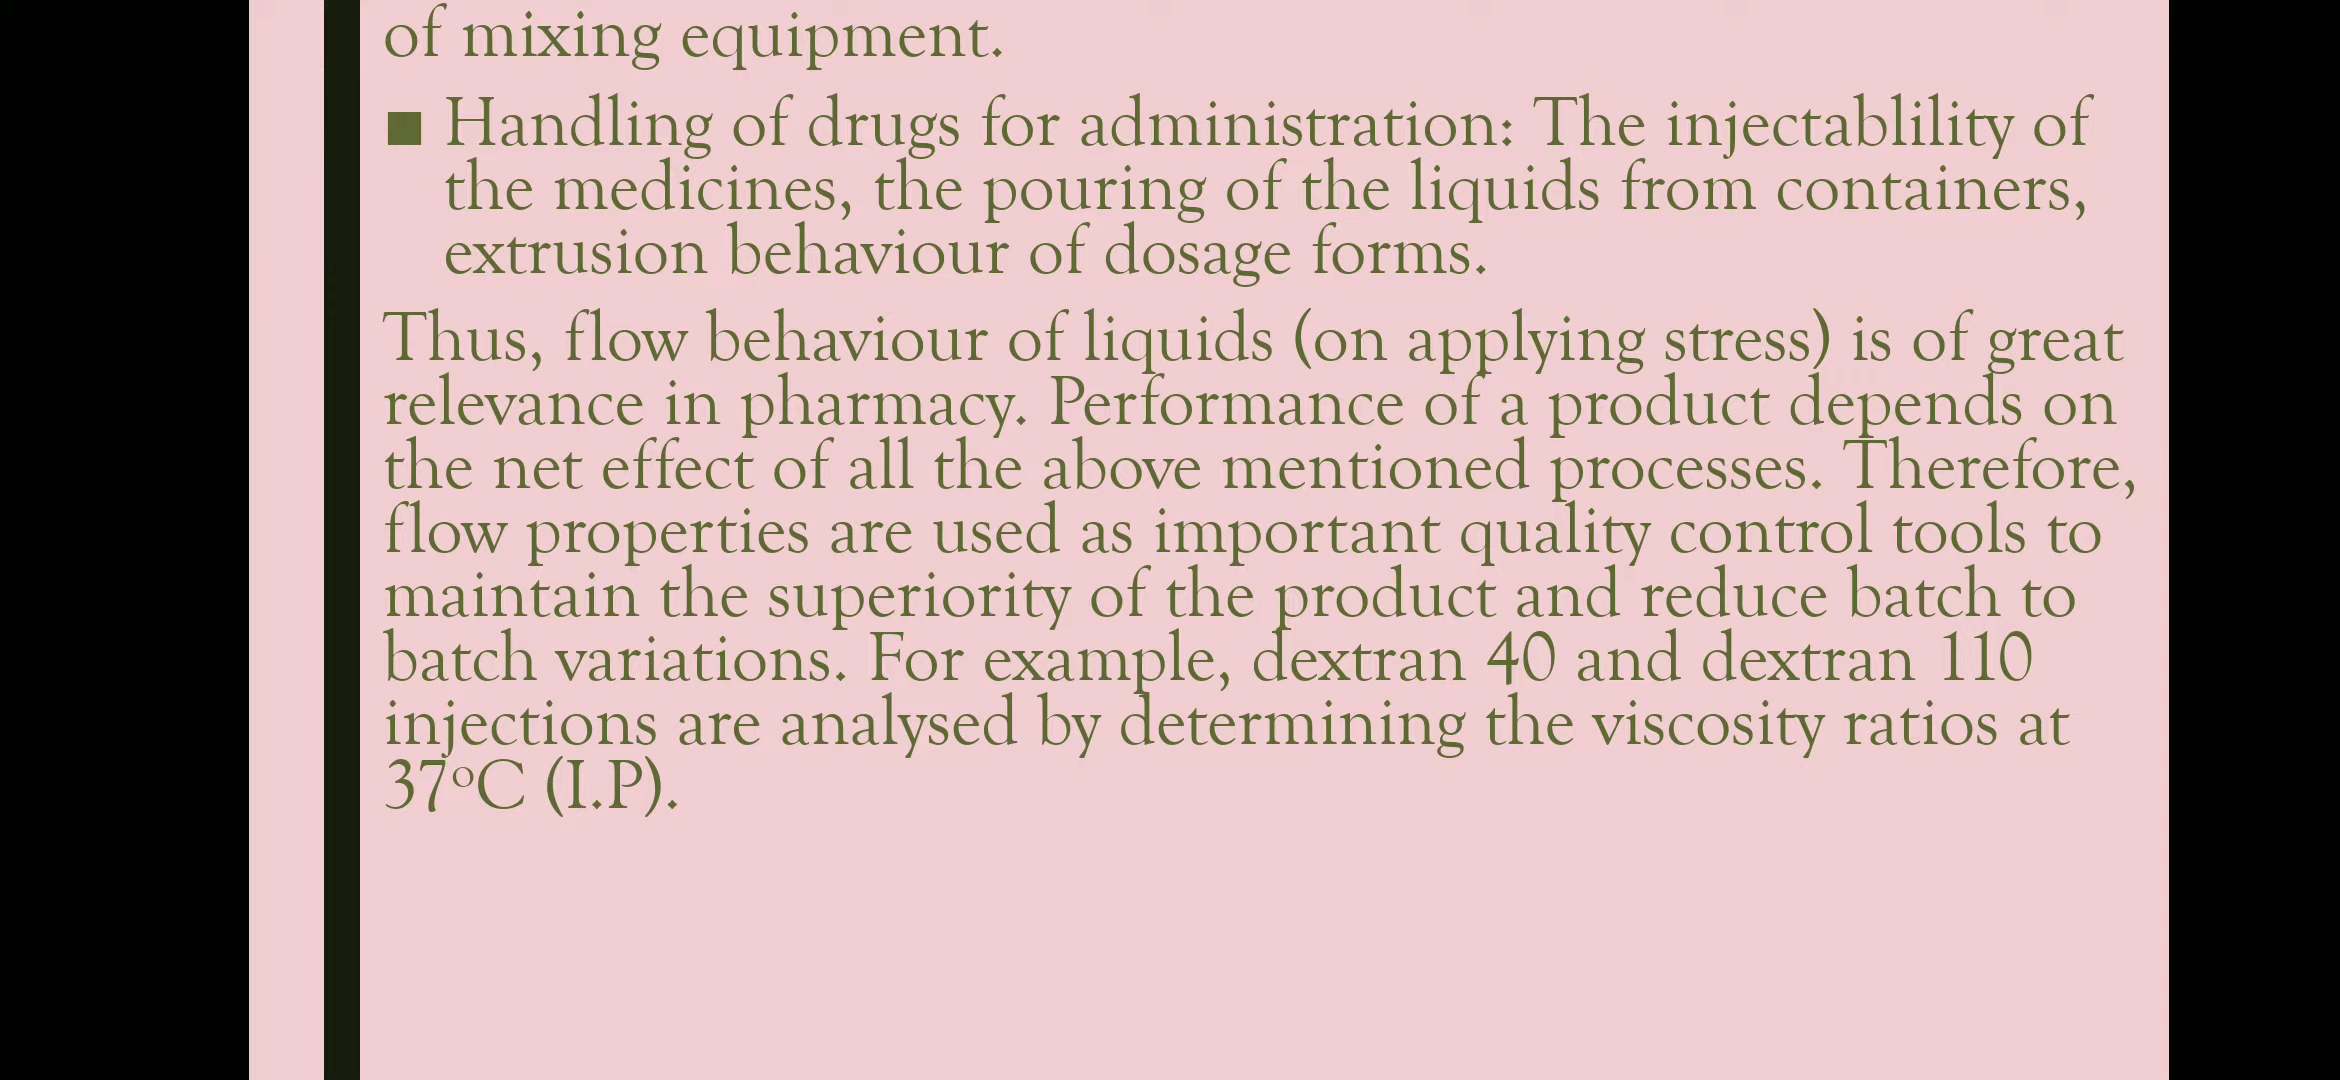 of mixing equipment.
■ Handling of drugs for administration: The injectablility of
the medicines, the pouring of the liquids from containers,
extrusion behaviour of dosage forms.
Thus, flow behaviour of liquids (on applying stress) is of great
relevance in pharmacy. Performance of a product depends on
the net effect of all the above mentioned processes. Therefore,
flow properties are used as important quality control tools to
maintain the superiority of the product and reduce batch to
batch variations. For example, dextran 40 and dextran 110
injections are analysed by determining the viscosity ratios at
37ºC (I.P).